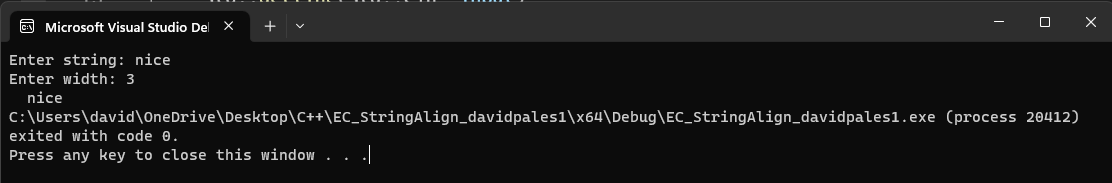 Microsoft Visual Studio De
Enter string: nice
Enter width: 3
  nice
C:\Users\david\OneDrive\Desktop\C++\EC_StringAlign_davidpales1\x64\Debug\EC_StringAlign_davidpales1.exe (process 20412)
exited with code 0.
Press any key to close this window . . .